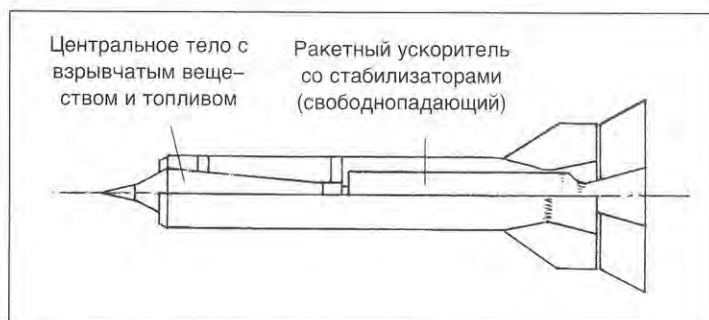 Центральное тело с
взрывчатым веще-
ством и топливом
Ракетный ускоритель
со стабилизаторами
(свободнопадающий)